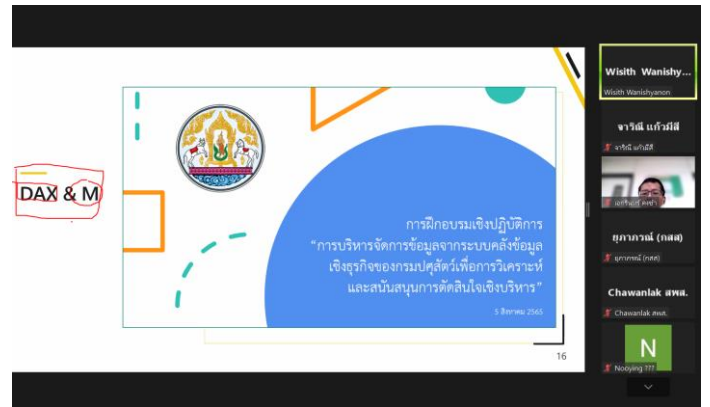 DAX & M
การฝึกอบรมเชิงปฏิบัติการ
“การบริหารจัดการข้อมูลจากระบบคลังข้อมูล
เชิงธุรกิจของกรมปศุสัตว์เพื่อการวิเคราะห์
และสนับสนุนการตัดสินใจเชิงบริหาร”
5 สิงหาคม 2565
16
Wisith Wanishy...
Wisith Wanishyanon
จาวิณี แก้วมีสี
จาวิณี แก้วมีสี
ยุภาภรณ์ (กสส)
ยุภาภรณ์ (กสส)
Chawanlak สพส.
Chawanlak สพส.
N
Nooying ???